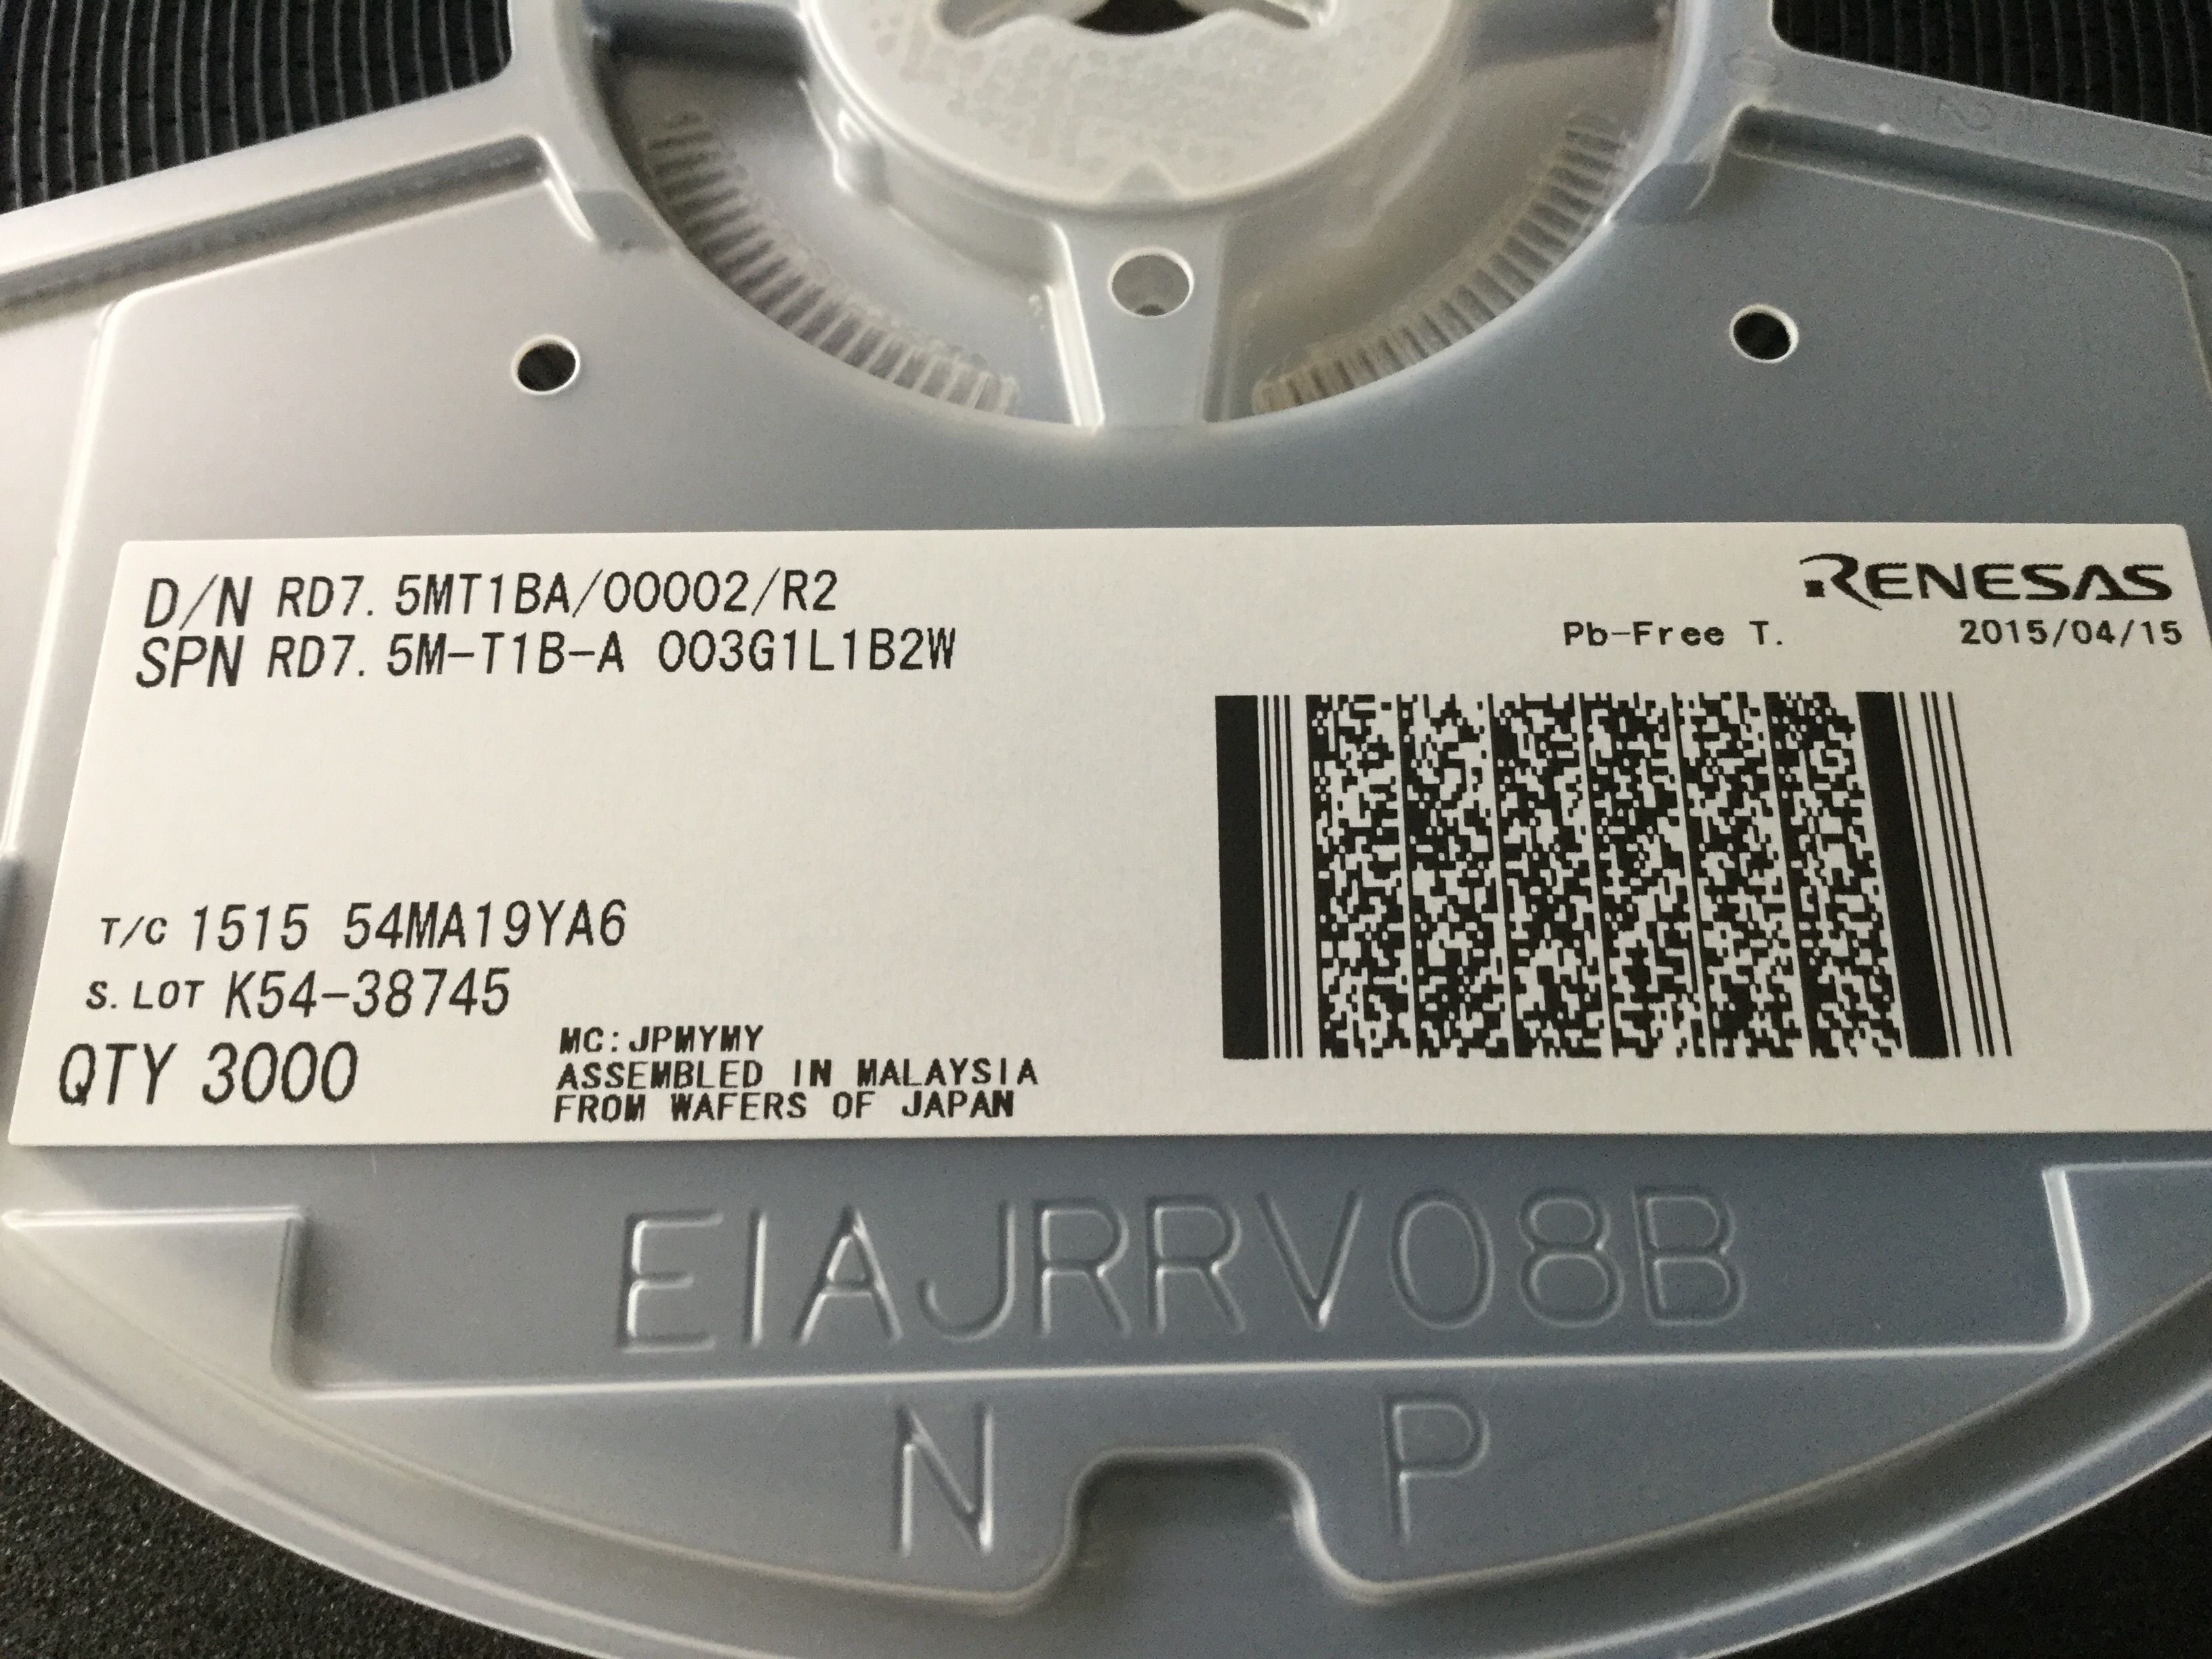 D/N RD7.5MT1BA/00002/R2
SPN RD7.5M-T1B-A 003G1L1B2W
RENESAS
Pb-Free T. 2015/04/15
T/C 1515 54MA19YA6
S.LOT K54-38745
QTY 3000
MC:JPMYMY
ASSEMBLED IN MALAYSIA
FROM WAFERS OF JAPAN
EIAJRRV08B
N P